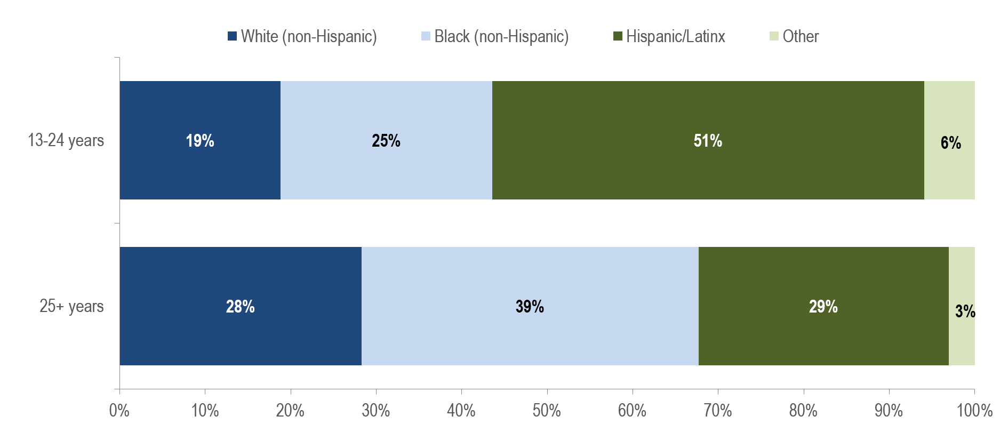 White (non-Hispanic) Black (non-Hispanic) Hispanic/Latinx Other
13-24 years 19% 25% 51% 6%
25+ years 28% 39% 29% 3%
0% 10% 20% 30% 40% 50% 60% 70% 80% 90% 100%